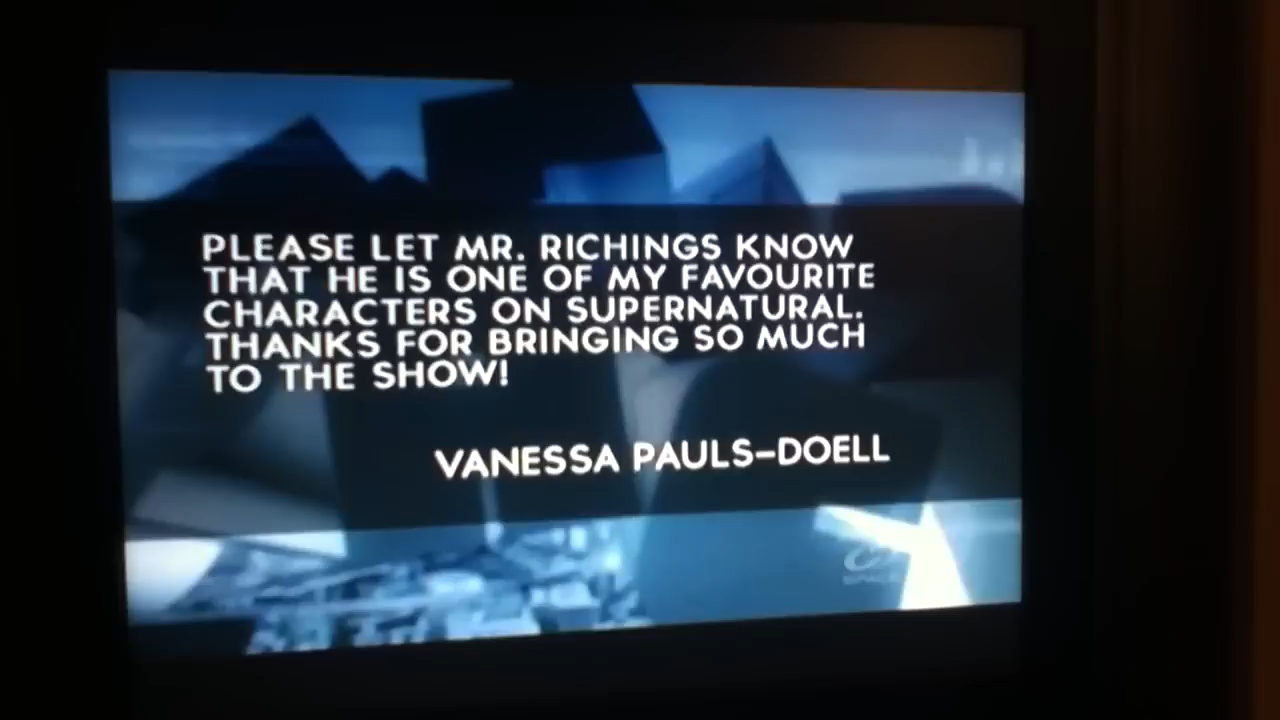 PLEASE LET MR. RICHINGS KNOW
THAT HE IS ONE OF MY FAVOURITE
CHARACTERS ON SUPERNATURAL.
THANKS FOR BRINGING SO MUCH
TO THE SHOW!
VANESSA PAULS-DOELL